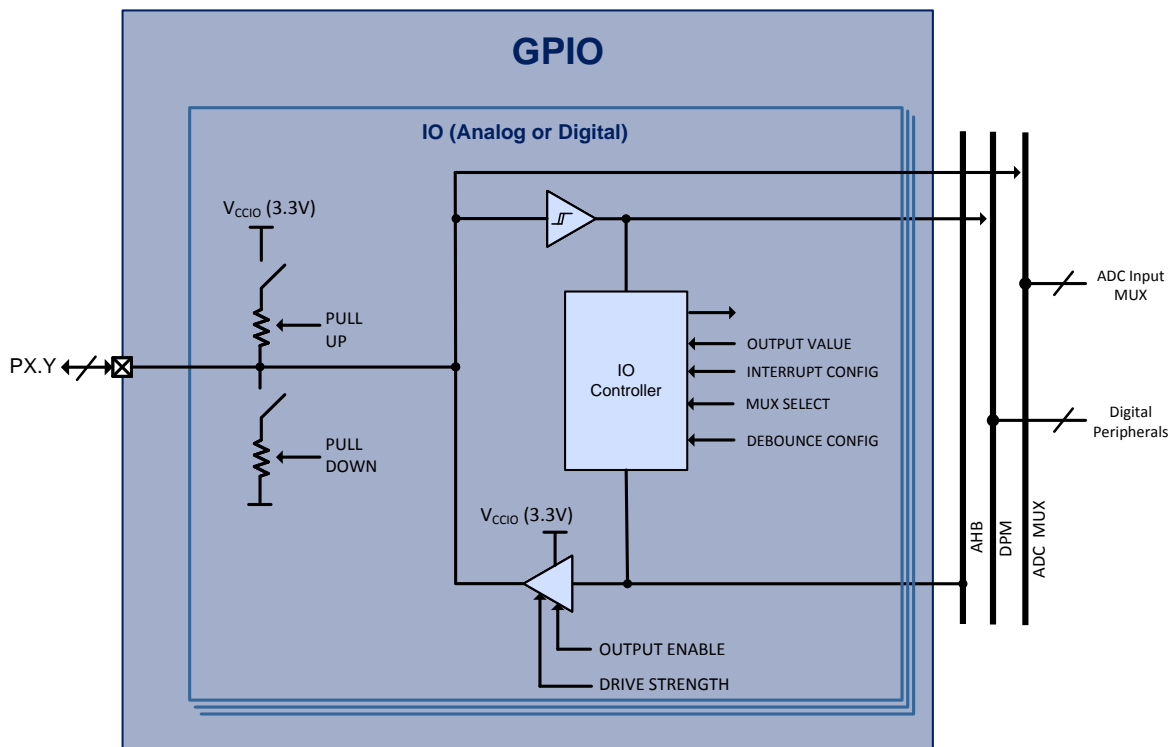 GPIO
IO (Analog or Digital)
VCCIO (3.3V)
PULL
UP
PX.Y
PULL
DOWN
IO
Controller
OUTPUT VALUE
INTERRUPT CONFIG
MUX SELECT
DEBOUNCE CONFIG
VCCIO (3.3V)
OUTPUT ENABLE
DRIVE STRENGTH
AHB
DPM
ADC MUX
ADC Input
MUX
Digital
Peripherals